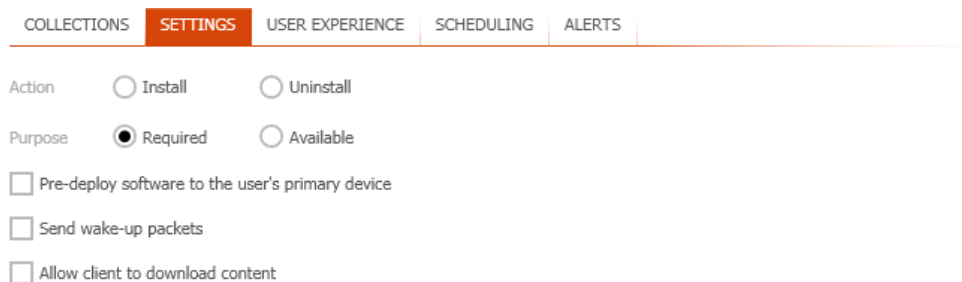 COLLECTIONS SETTINGS USER EXPERIENCE SCHEDULING ALERTS
Action Install Uninstall
Purpose Required Available
Pre-deploy software to the user's primary device
Send wake-up packets
Allow client to download content